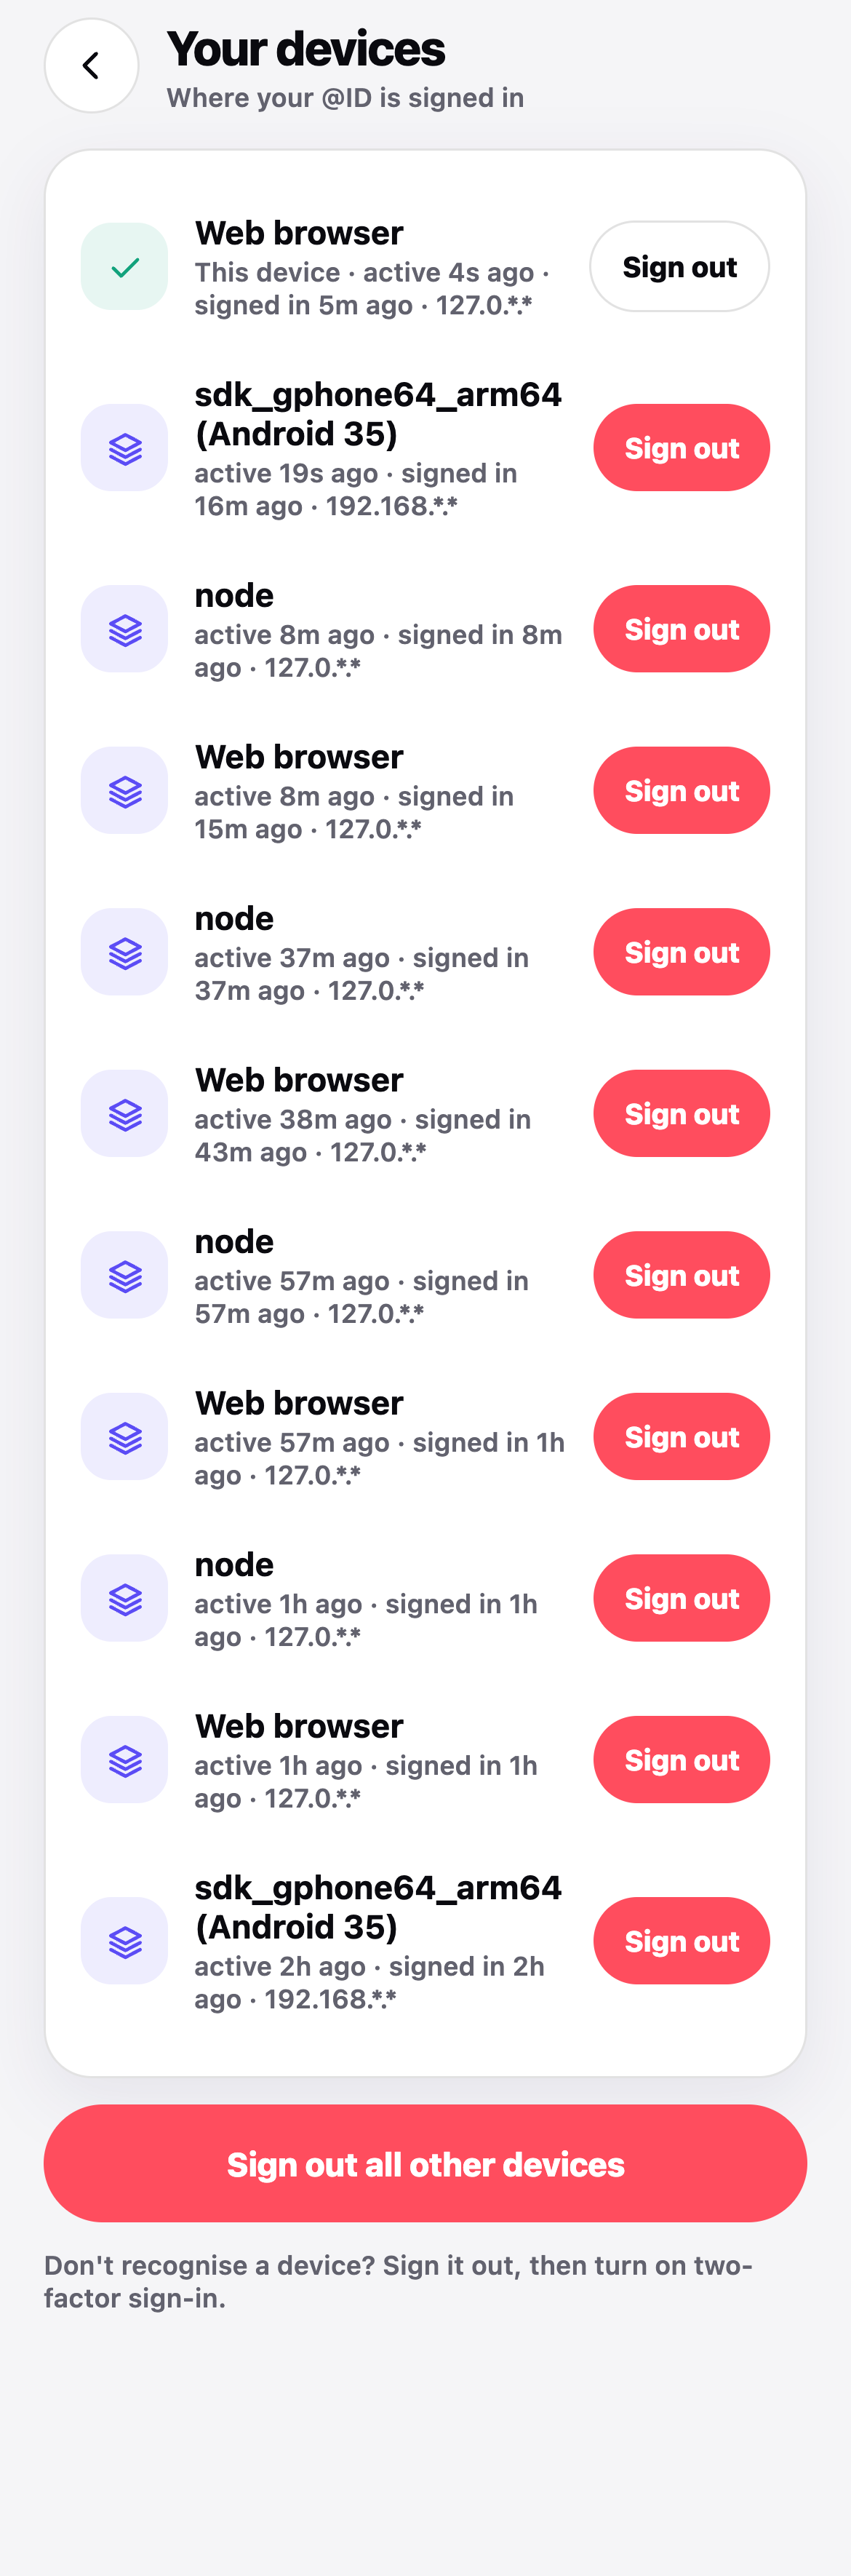 Your devices
Where your @ID is signed in
Web browser
This device · active 4s ago ·
signed in 5m ago · 127.0.*.*
Sign out
sdk_gphone64_arm64
(Android 35)
active 19s ago · signed in
16m ago · 192.168.*.*
Sign out
node
active 8m ago · signed in 8m
ago · 127.0.*.*
Sign out
Web browser
active 8m ago · signed in
15m ago · 127.0.*.*
Sign out
node
active 37m ago · signed in
37m ago · 127.0.*.*
Sign out
Web browser
active 38m ago · signed in
43m ago · 127.0.*.*
Sign out
node
active 57m ago · signed in
57m ago · 127.0.*.*
Sign out
Web browser
active 57m ago · signed in 1h
ago · 127.0.*.*
Sign out
node
active 1h ago · signed in 1h
ago · 127.0.*.*
Sign out
Web browser
active 1h ago · signed in 1h
ago · 127.0.*.*
Sign out
sdk_gphone64_arm64
(Android 35)
active 2h ago · signed in 2h
ago · 192.168.*.*
Sign out
Sign out all other devices
Don't recognise a device? Sign it out, then turn on two-
factor sign-in.